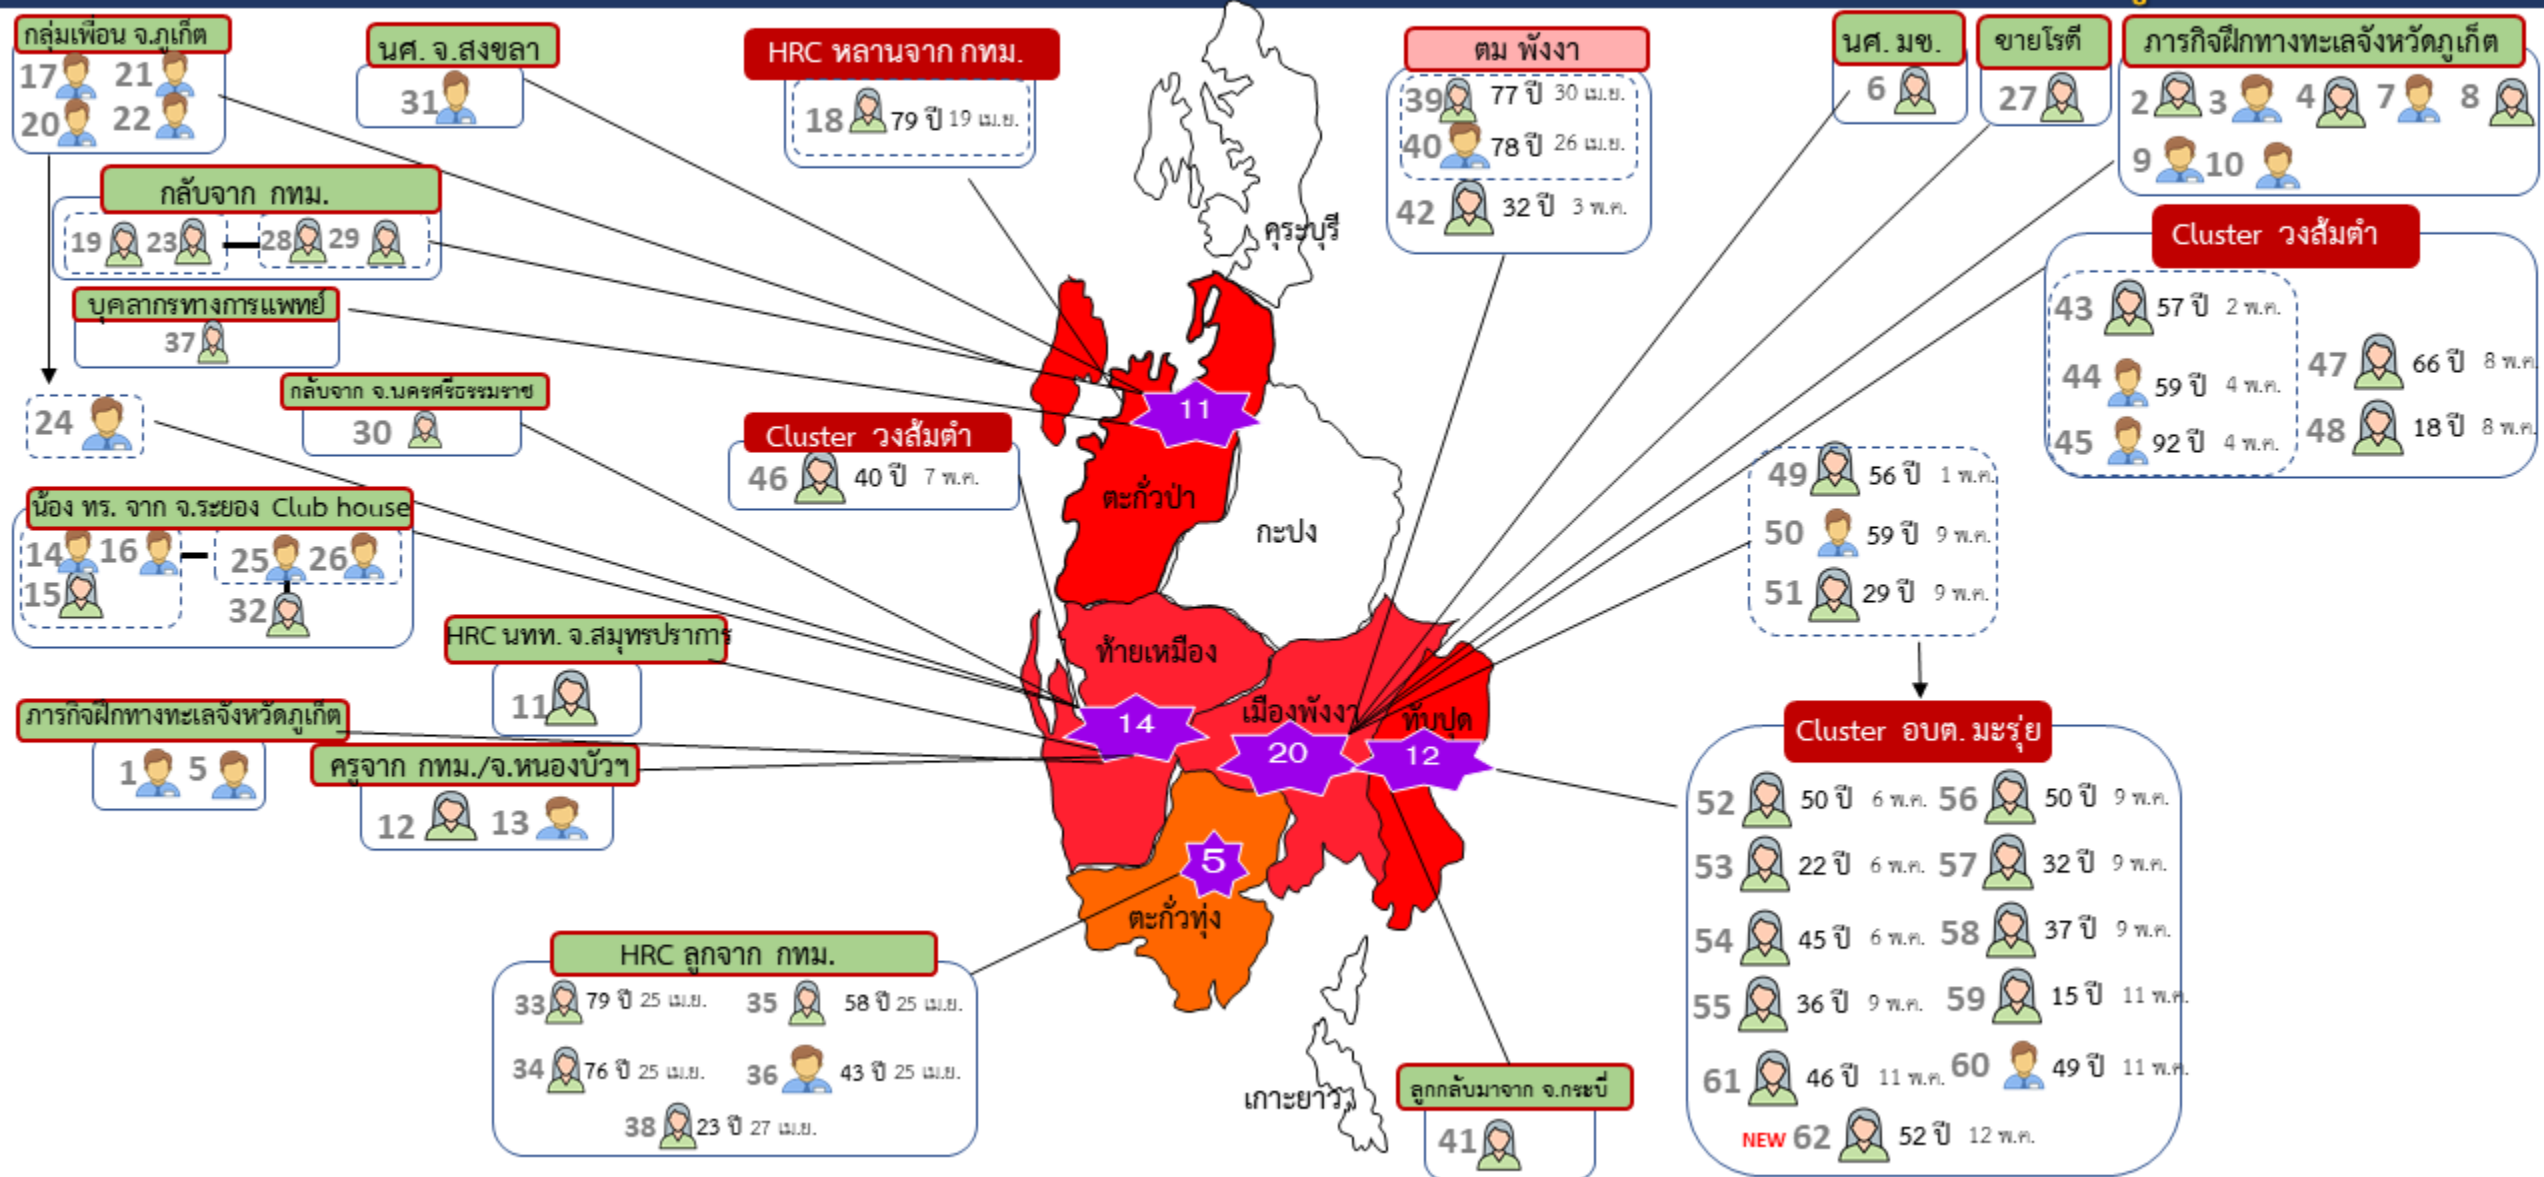 กลุ่มเพื่อน จ.ภูเก็ต
17 21
20 22
นศ. จ.สงขลา
31
HRC หลานจาก กทม.
18 79 ปี 19 เม.ย.
ตม พังงา
39 77 ปี 30 เม.ย.
40 78 ปี 26 เม.ย.
42 32 ปี 3 พ.ค.
นศ. มข.
6
ขายโรตี
27
ภารกิจฝึกทางทะเลจังหวัดภูเก็ต
2 3 4 7 8
9 10
กลับจาก กทม.
19 23 28 29
บุคลากรทางการแพทย์
37
24
กลับจาก จ.นครศรีธรรมราช
30
Cluster วงส้มตำ
46 40 ปี 7 พ.ค.
Cluster วงส้มตำ
43 57 ปี 2 พ.ค.
44 59 ปี 4 พ.ค.
45 92 ปี 4 พ.ค.
47 66 ปี 8 พ.ค.
48 18 ปี 8 พ.ค.
49 56 ปี 1 พ.ค.
50 59 ปี 9 พ.ค.
51 29 ปี 9 พ.ค.
น้อง ทร. จาก จ.ระยอง Club house
14 16 25 26
15 32
HRC นทท. จ.สมุทรปราการ
11
ภารกิจฝึกทางทะเลจังหวัดภูเก็ต
1 5
ครูจาก กทม./จ.หนองบัวฯ
12 13
คุระบุรี
11
ตะกั่วป่า
กะปง
ท้ายเหมือง
14
เมืองพังงา
20
ทับปุด
12
5
ตะกั่วทุ่ง
เกาะยาว
HRC ลูกจาก กทม.
33 79 ปี 25 เม.ย. 35 58 ปี 25 เม.ย.
34 76 ปี 25 เม.ย. 36 43 ปี 25 เม.ย.
38 23 ปี 27 เม.ย.
ลูกกลับมาจาก จ.กระบี่
41
Cluster อบต. มะรุ่ย
52 50 ปี 6 พ.ค. 56 50 ปี 9 พ.ค.
53 22 ปี 6 พ.ค. 57 32 ปี 9 พ.ค.
54 45 ปี 6 พ.ค. 58 37 ปี 9 พ.ค.
55 36 ปี 9 พ.ค. 59 15 ปี 11 พ.ค.
61 46 ปี 11 พ.ค. 60 49 ปี 11 พ.ค.
NEW 62 52 ปี 12 พ.ค.